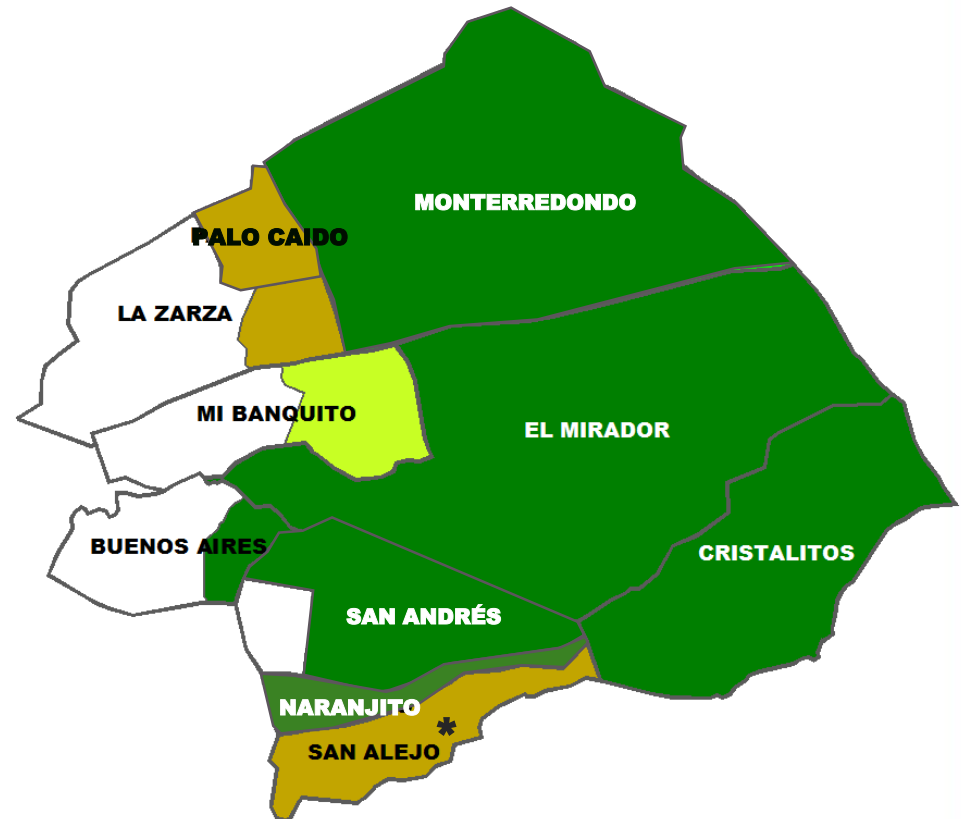 MONTERREDONDO
PALO CAIDO
LA ZARZA
MI BANQUITO
EL MIRADOR
BUENOS AIRES
CRISTALITOS
SAN ANDRÉS
NARANJITO
*
SAN ALEJO